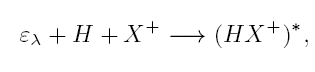 ε_λ + H + X⁺ ⟶ (HX⁺)*,